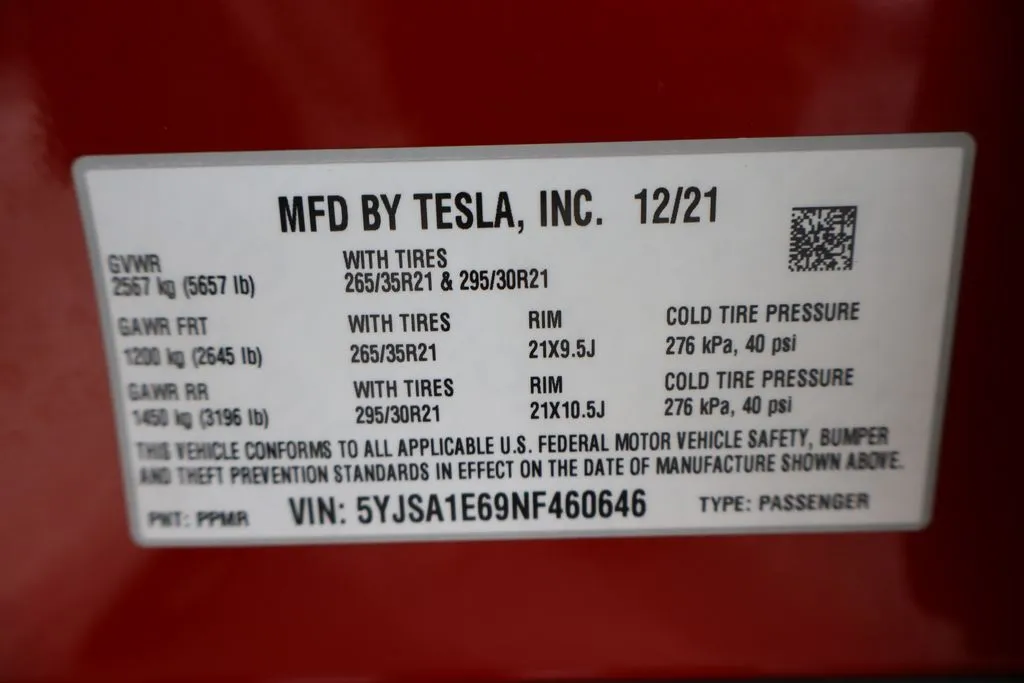 MFD BY TESLA, INC. 12/21
GVWR WITH TIRES
2567 kg (5657 lb) 265/35R21 & 295/30R21
GAWR FRT WITH TIRES RIM COLD TIRE PRESSURE
1200 kg (2645 lb) 265/35R21 21X9.5J 276 kPa, 40 psi
GAWR RR WITH TIRES RIM COLD TIRE PRESSURE
1450 kg (3196 lb) 295/30R21 21X10.5J 276 kPa, 40 psi
THIS VEHICLE CONFORMS TO ALL APPLICABLE U.S. FEDERAL MOTOR VEHICLE SAFETY, BUMPER
AND THEFT PREVENTION STANDARDS IN EFFECT ON THE DATE OF MANUFACTURE SHOWN ABOVE.
PNT: PPMR VIN: 5YJSA1E69NF460646 TYPE: PASSENGER